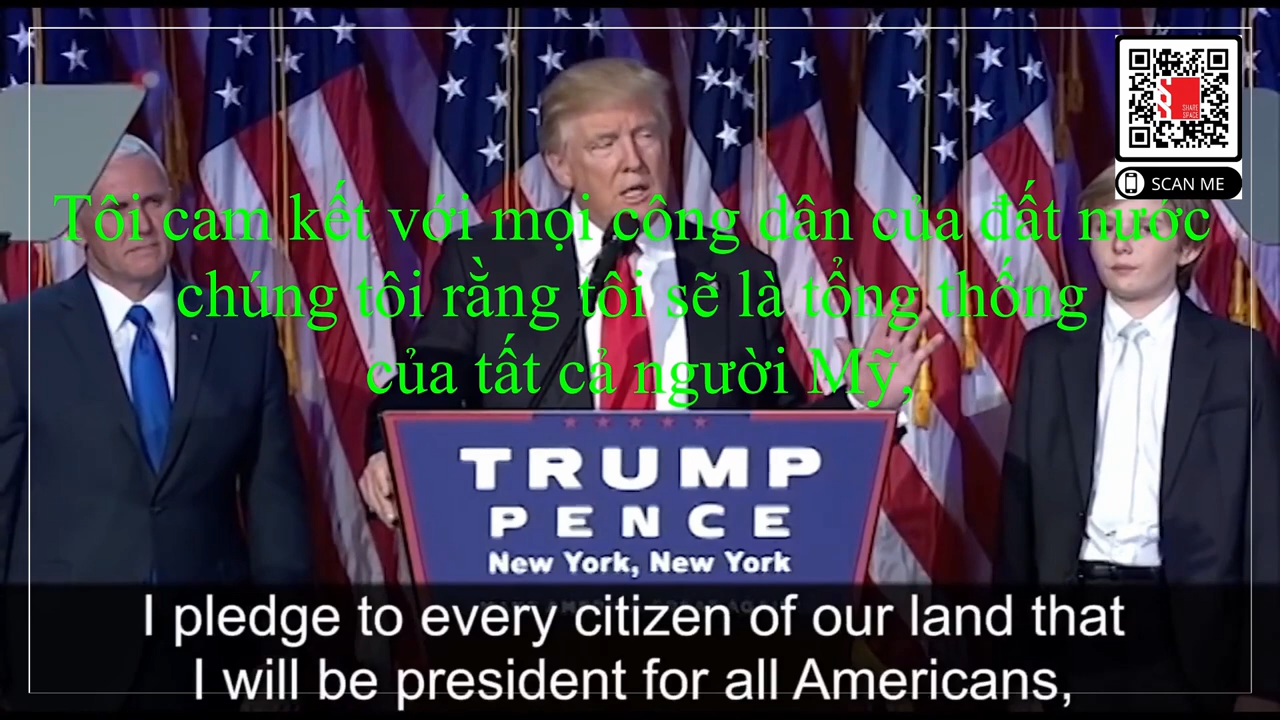 SHARE
SPACE
SCAN ME
Tôi cam kết với mọi công dân của đất nước
chúng tôi rằng tôi sẽ là tổng thống
của tất cả người Mỹ,
TRUMP
PENCE
New York, New York
I pledge to every citizen of our land that
I will be president for all Americans,